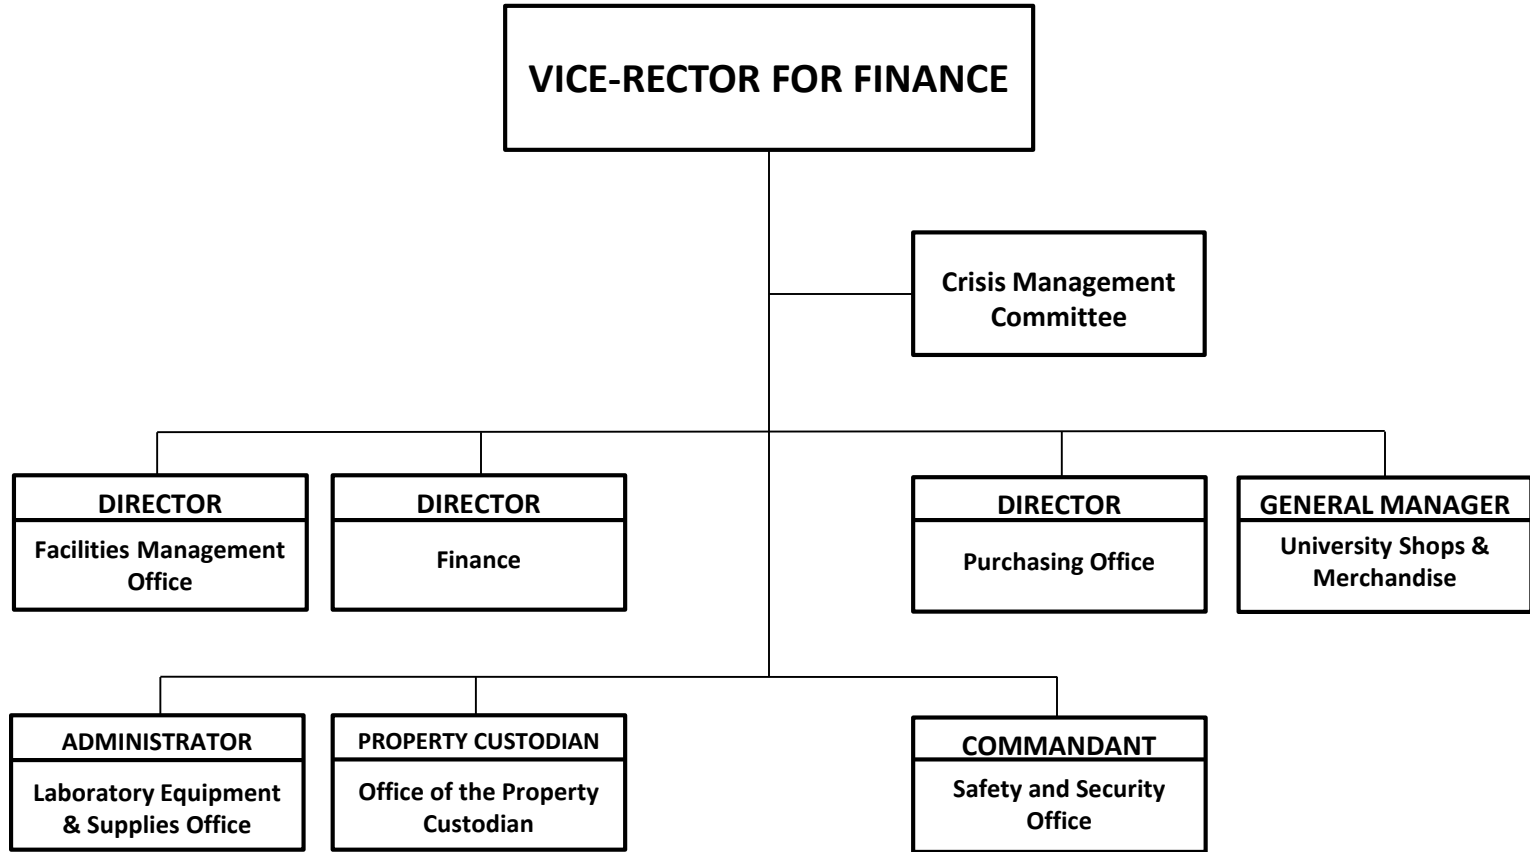 VICE-RECTOR FOR FINANCE
Crisis Management
Committee
DIRECTOR
Facilities Management
Office
DIRECTOR
Finance
DIRECTOR
Purchasing Office
GENERAL MANAGER
University Shops &
Merchandise
ADMINISTRATOR
Laboratory Equipment
& Supplies Office
PROPERTY CUSTODIAN
Office of the Property
Custodian
COMMANDANT
Safety and Security
Office